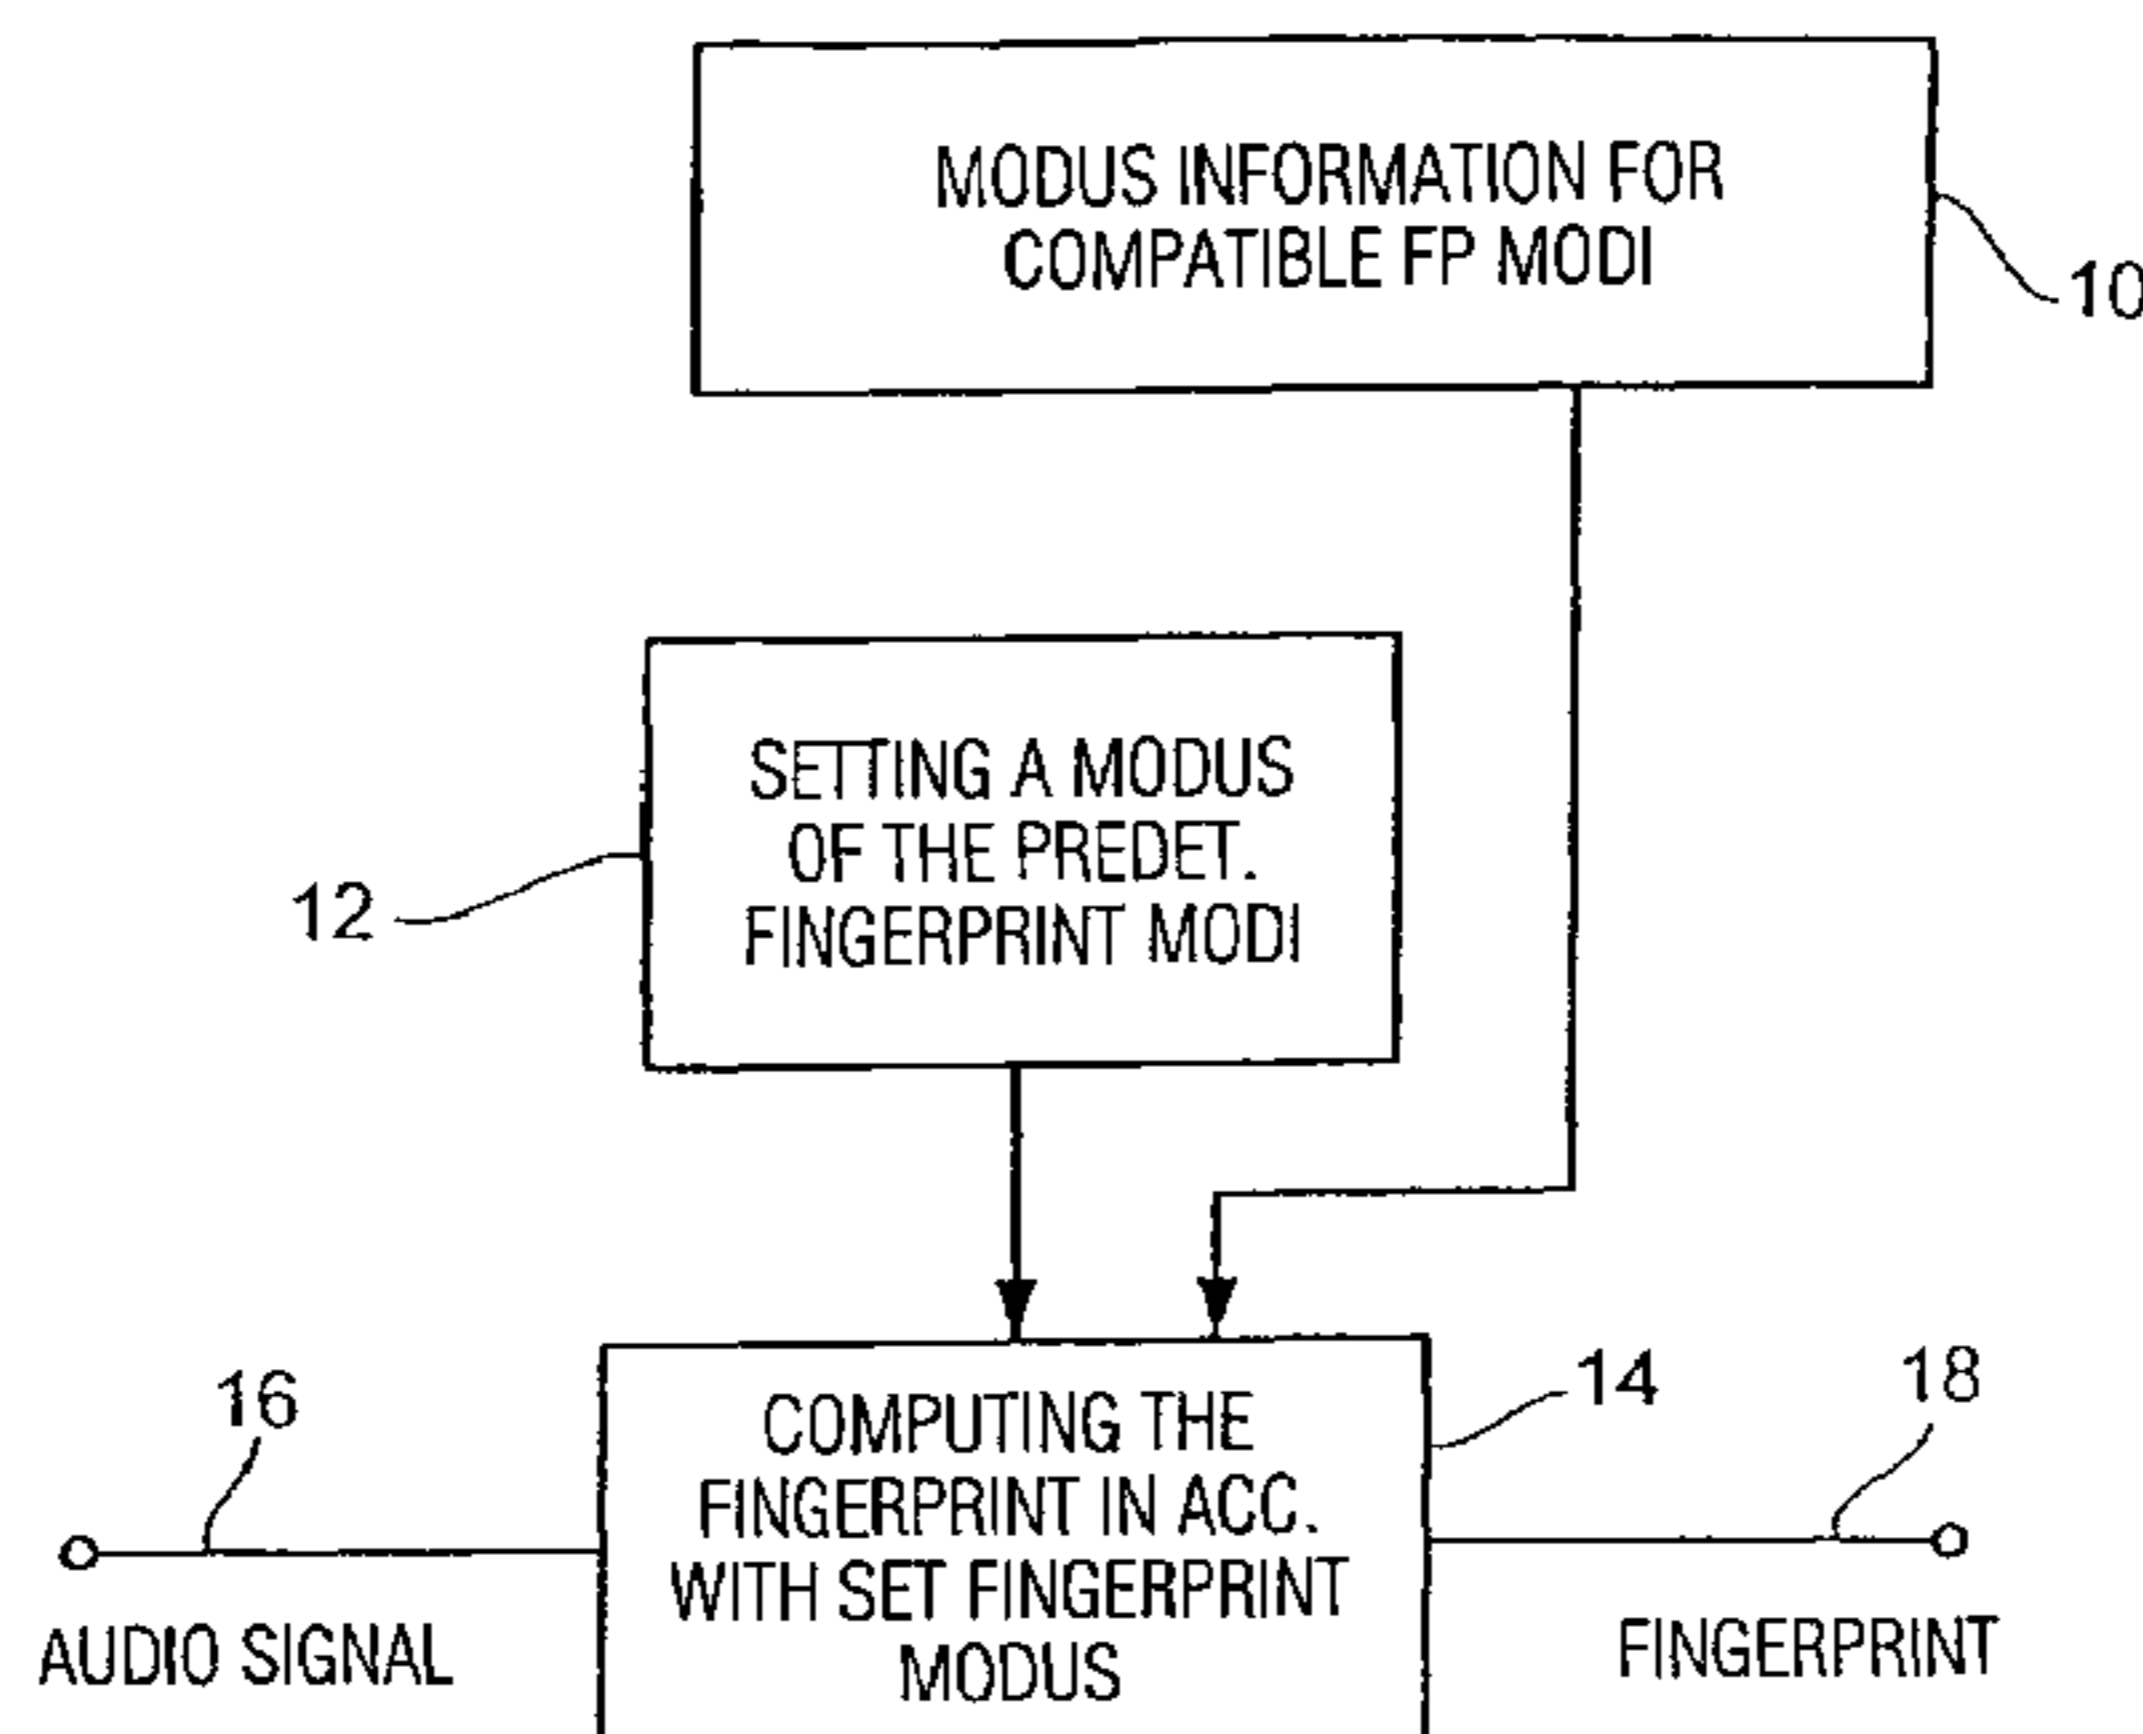 MODUS INFORMATION FOR
COMPATIBLE FP MODI
10
SETTING A MODUS
OF THE PREDET.
FINGERPRINT MODI
12
16
COMPUTING THE
FINGERPRINT IN ACC.
WITH SET FINGERPRINT
MODUS
14
18
AUDIO SIGNAL
FINGERPRINT